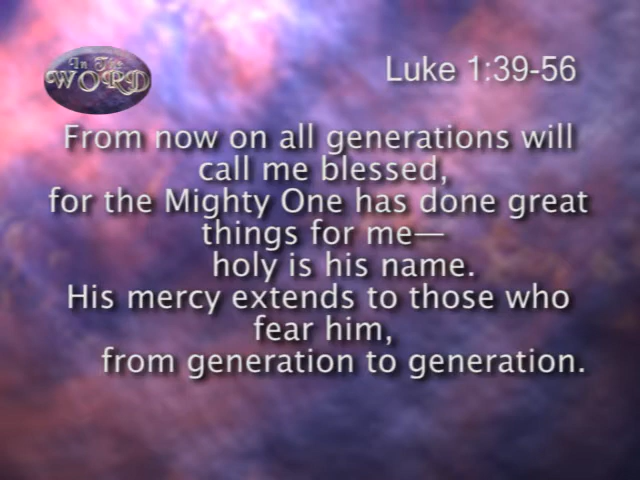 In The
WORD
Luke 1:39-56
From now on all generations will
call me blessed,
for the Mighty One has done great
things for me—
holy is his name.
His mercy extends to those who
fear him,
from generation to generation.